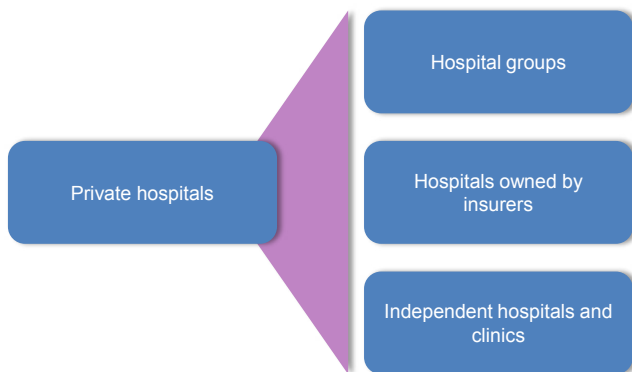 Hospital groups
Private hospitals
Hospitals owned by
insurers
Independent hospitals and
clinics